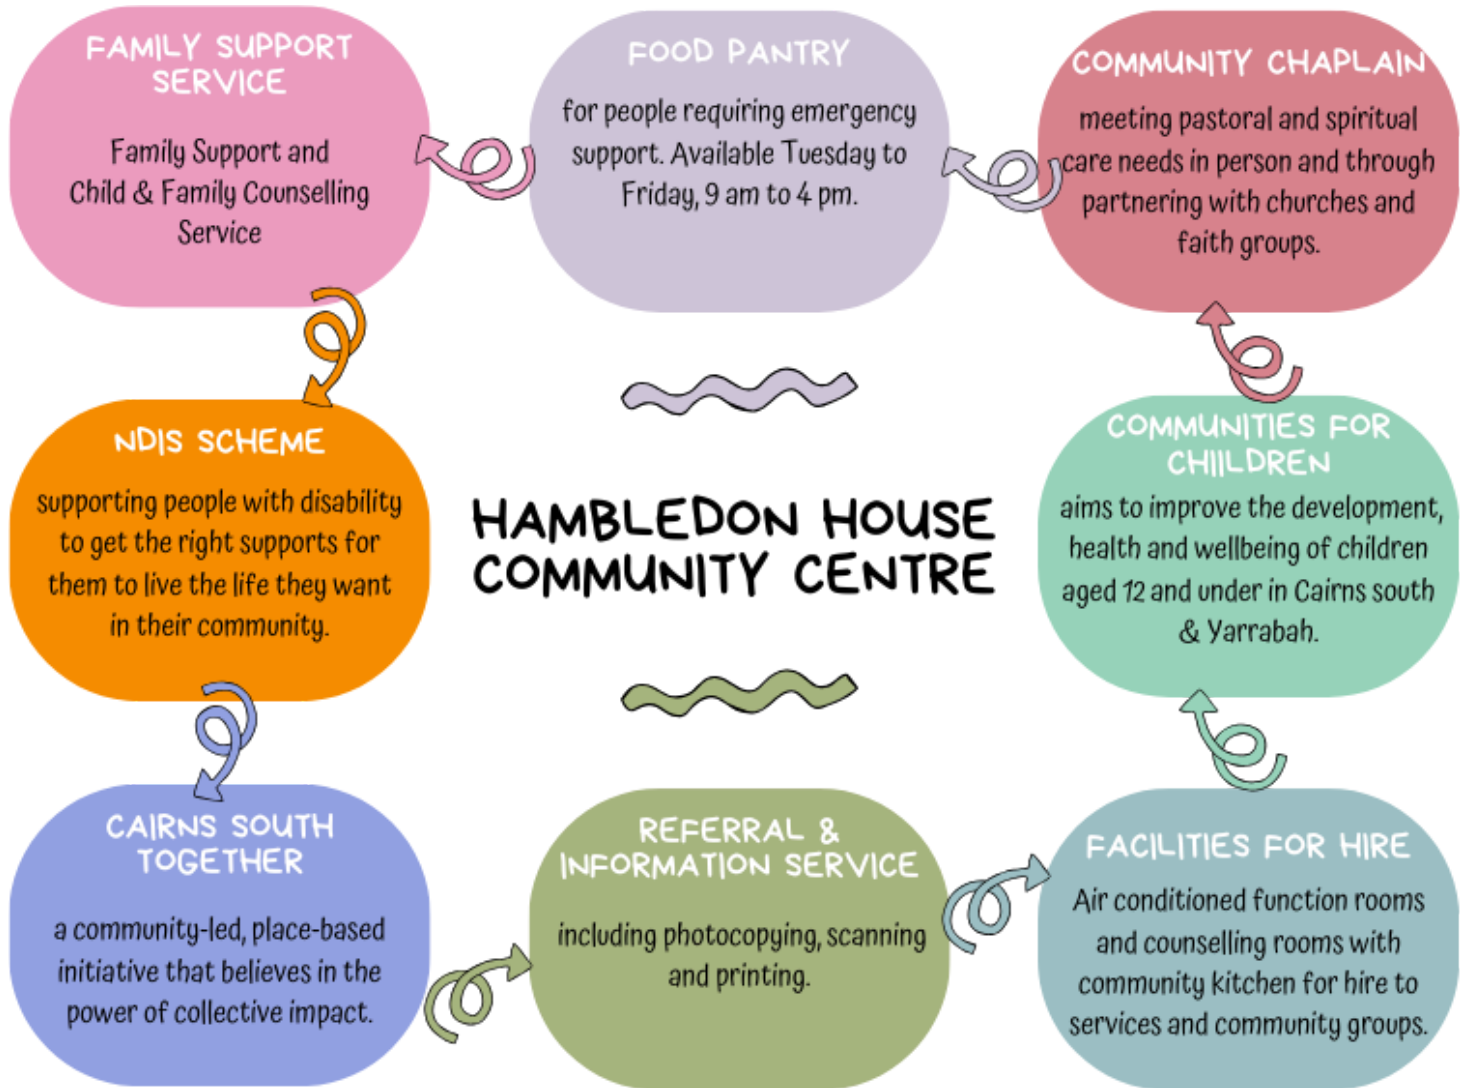 FAMILY SUPPORT
SERVICE
Family Support and
Child & Family Counselling
Service
FOOD PANTRY
for people requiring emergency
support. Available Tuesday to
Friday, 9 am to 4 pm.
COMMUNITY CHAPLAIN
meeting pastoral and spiritual
care needs in person and through
partnering with churches and
faith groups.
NDIS SCHEME
supporting people with disability
to get the right supports for
them to live the life they want
in their community.
HAMBLEDON HOUSE
COMMUNITY CENTRE
COMMUNITIES FOR
CHIILDREN
aims to improve the development,
health and wellbeing of children
aged 12 and under in Cairns south
& Yarrabah.
CAIRNS SOUTH
TOGETHER
a community-led, place-based
initiative that believes in the
power of collective impact.
REFERRAL &
INFORMATION SERVICE
including photocopying, scanning
and printing.
FACILITIES FOR HIRE
Air conditioned function rooms
and counselling rooms with
community kitchen for hire to
services and community groups.